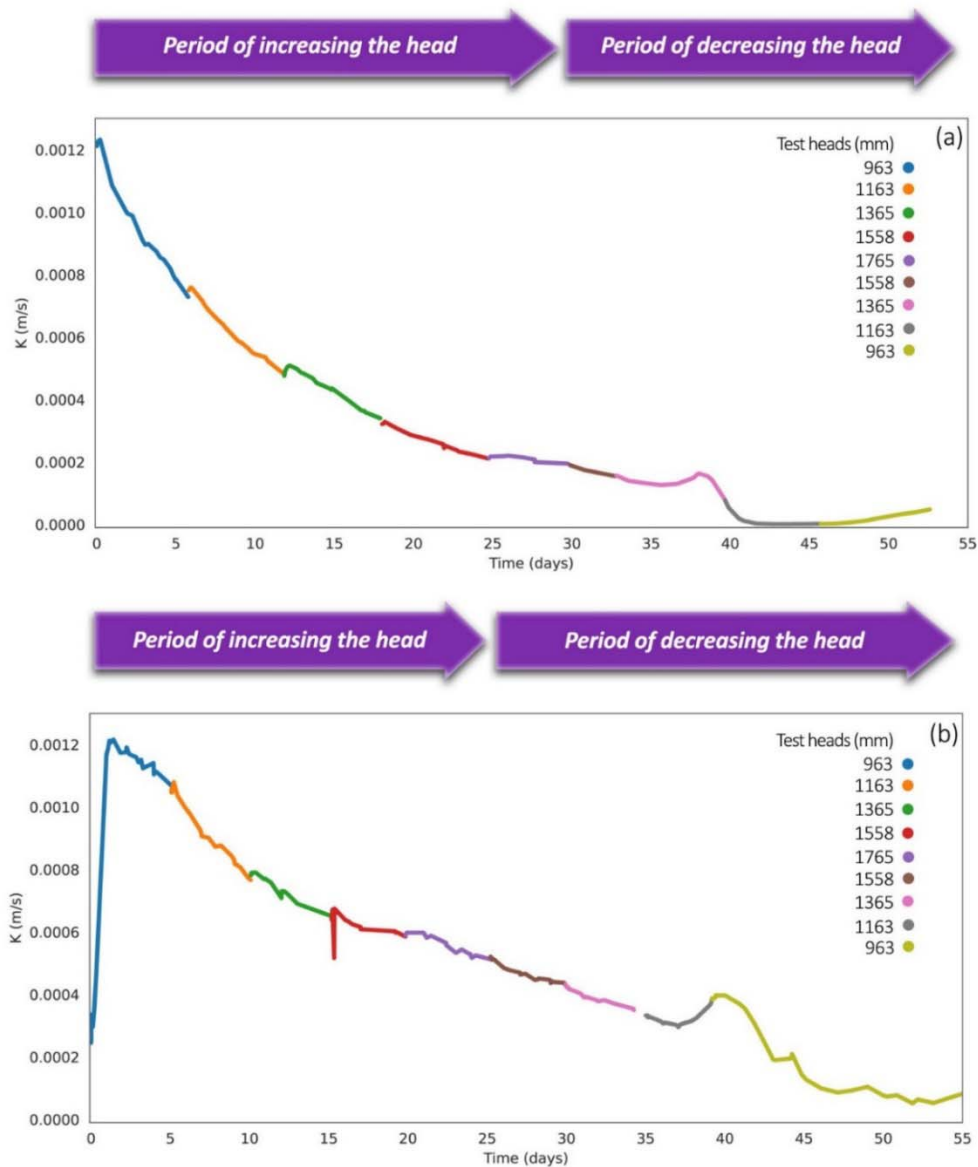 Period of increasing the head
Period of decreasing the head
(a)
Test heads (mm)
963
1163
1365
1558
1765
1558
1365
1163
963
0.0012
0.0010
0.0008
0.0006
0.0004
0.0002
0.0000
K (m/s)
0 5 10 15 20 25 30 35 40 45 50 55
Time (days)
Period of increasing the head
Period of decreasing the head
(b)
Test heads (mm)
963
1163
1365
1558
1765
1558
1365
1163
963
0.0012
0.0010
0.0008
0.0006
0.0004
0.0002
0.0000
K (m/s)
0 5 10 15 20 25 30 35 40 45 50 55
Time (days)